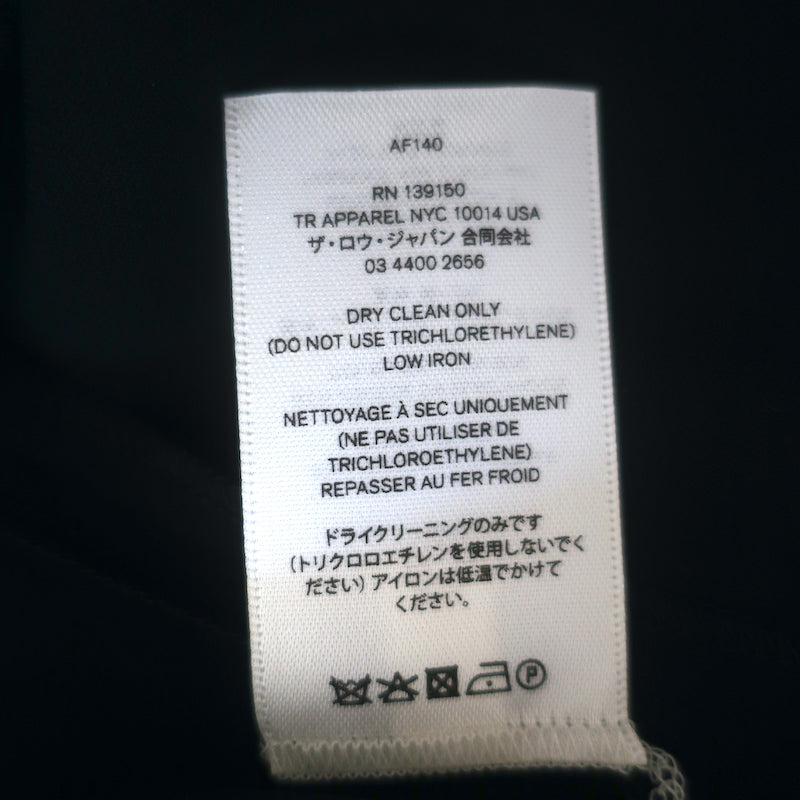 AF140
RN 139150
TR APPAREL NYC 10014 USA
ザ・ロウ・ジャパン 合同会社
03 4400 2656
DRY CLEAN ONLY
(DO NOT USE TRICHLORETHYLENE)
LOW IRON
NETTOYAGE À SEC UNIQUEMENT
(NE PAS UTILISER DE
TRICHLOROETHYLENE)
REPASSER AU FER FROID
ドライクリーニングのみです
(トリクロロエチレンを使用しないでく
ださい) アイロンは低温でかけて
ください。
P